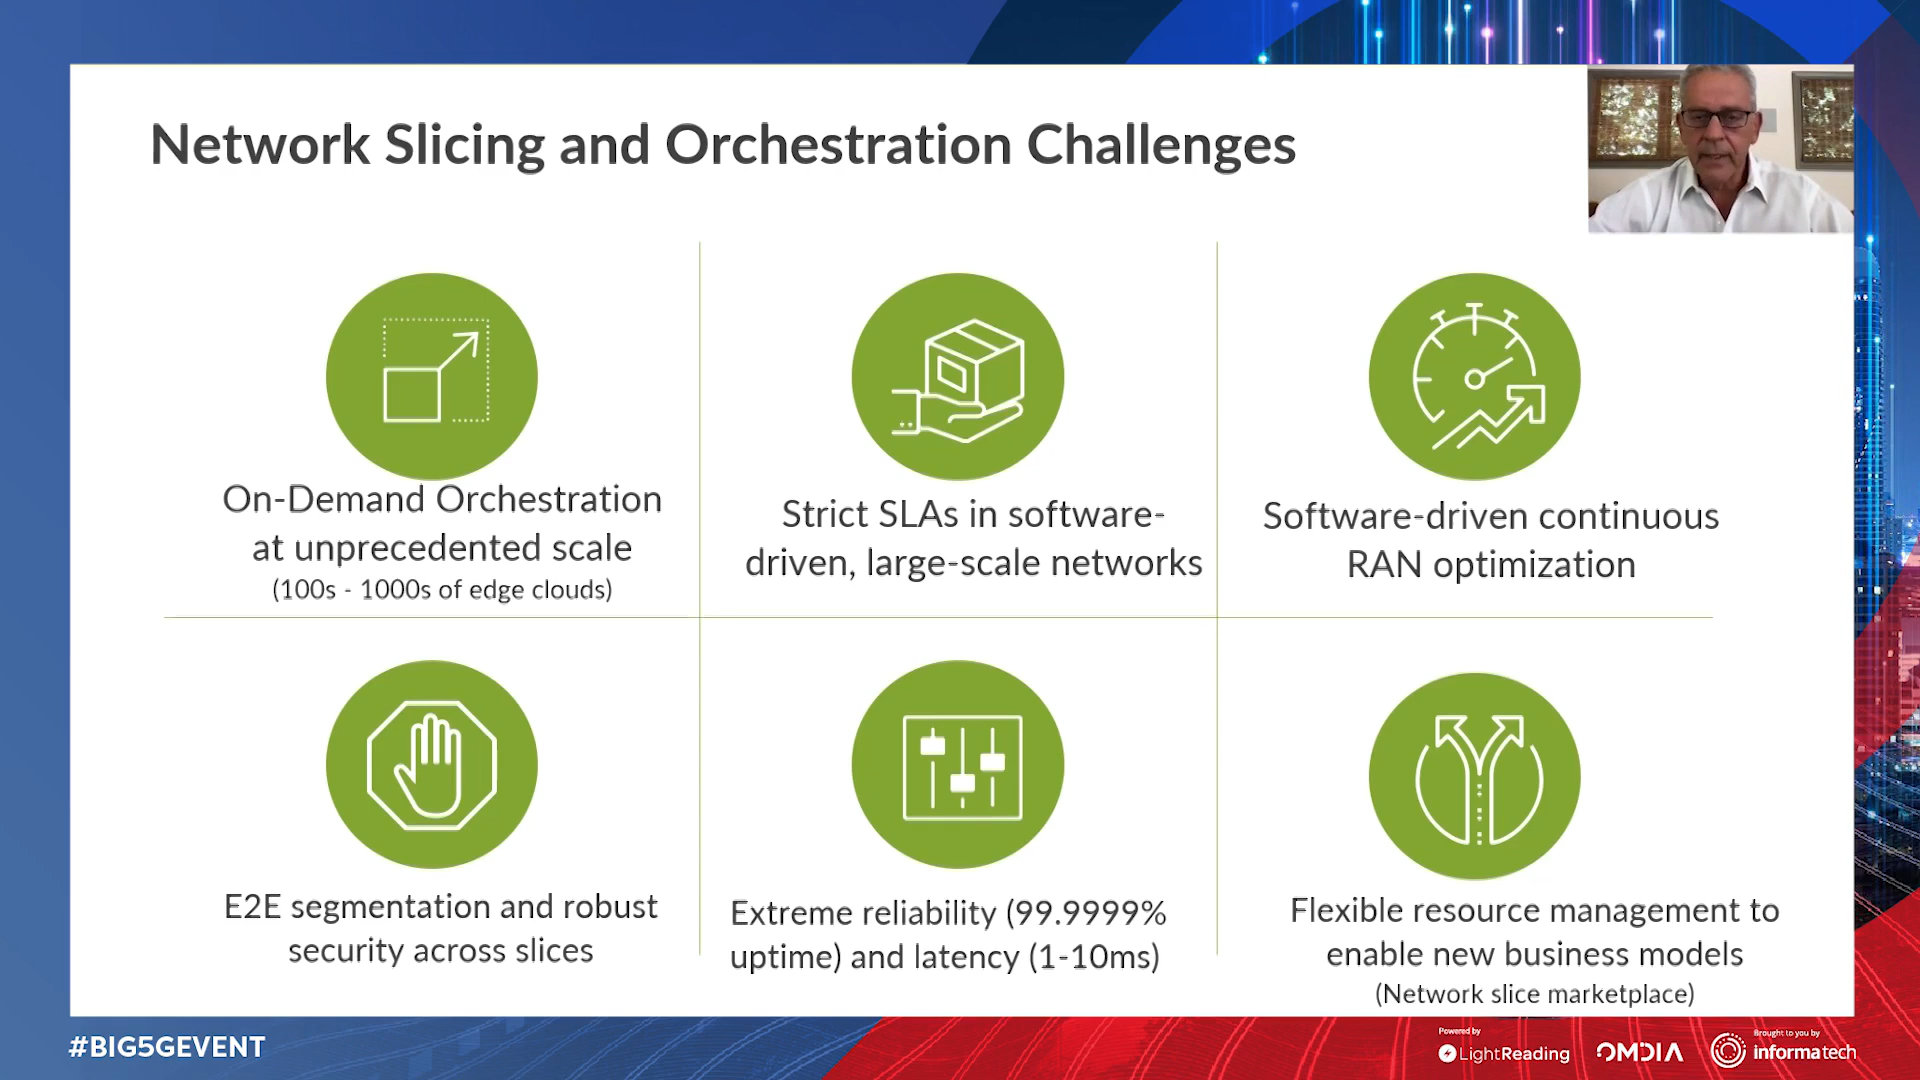 Network Slicing and Orchestration Challenges
On-Demand Orchestration
at unprecedented scale
(100s - 1000s of edge clouds)
Strict SLAs in software-
driven, large-scale networks
Software-driven continuous
RAN optimization
E2E segmentation and robust
security across slices
Extreme reliability (99.9999%
uptime) and latency (1-10ms)
Flexible resource management to
enable new business models
(Network slice marketplace)
#BIG5GEVENT
Powered by
LightReading
OMDIA
Brought to you by
informa tech